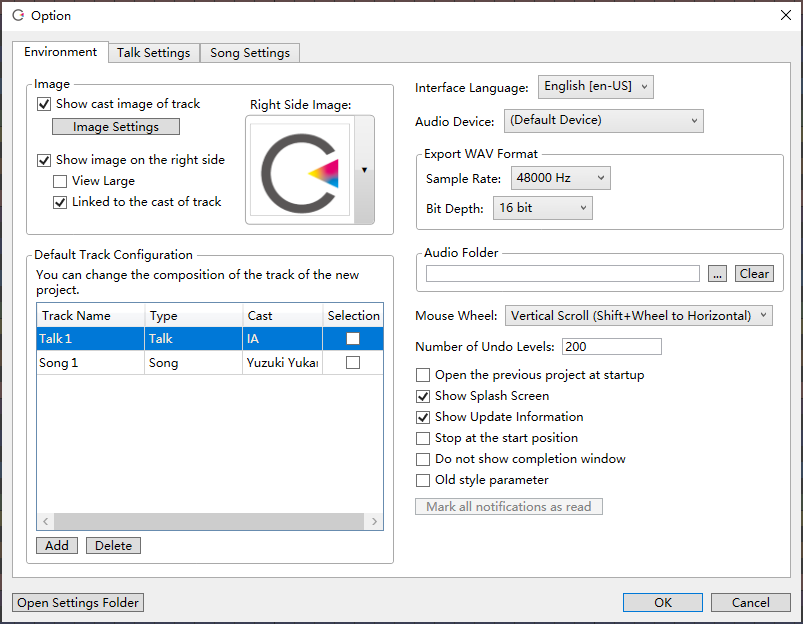 Option
Environment
Talk Settings
Song Settings
Image
Show cast image of track
Image Settings
Show image on the right side
View Large
Linked to the cast of track
Right Side Image:
Default Track Configuration
You can change the composition of the track of the new
project.
Track Name Type Cast Selection
Talk 1 Talk IA
Song 1 Song Yuzuki Yukar
Add
Delete
Interface Language: English [en-US]
Audio Device: (Default Device)
Export WAV Format
Sample Rate: 48000 Hz
Bit Depth: 16 bit
Audio Folder
... Clear
Mouse Wheel: Vertical Scroll (Shift+Wheel to Horizontal)
Number of Undo Levels: 200
Open the previous project at startup
Show Splash Screen
Show Update Information
Stop at the start position
Do not show completion window
Old style parameter
Mark all notifications as read
Open Settings Folder
OK
Cancel